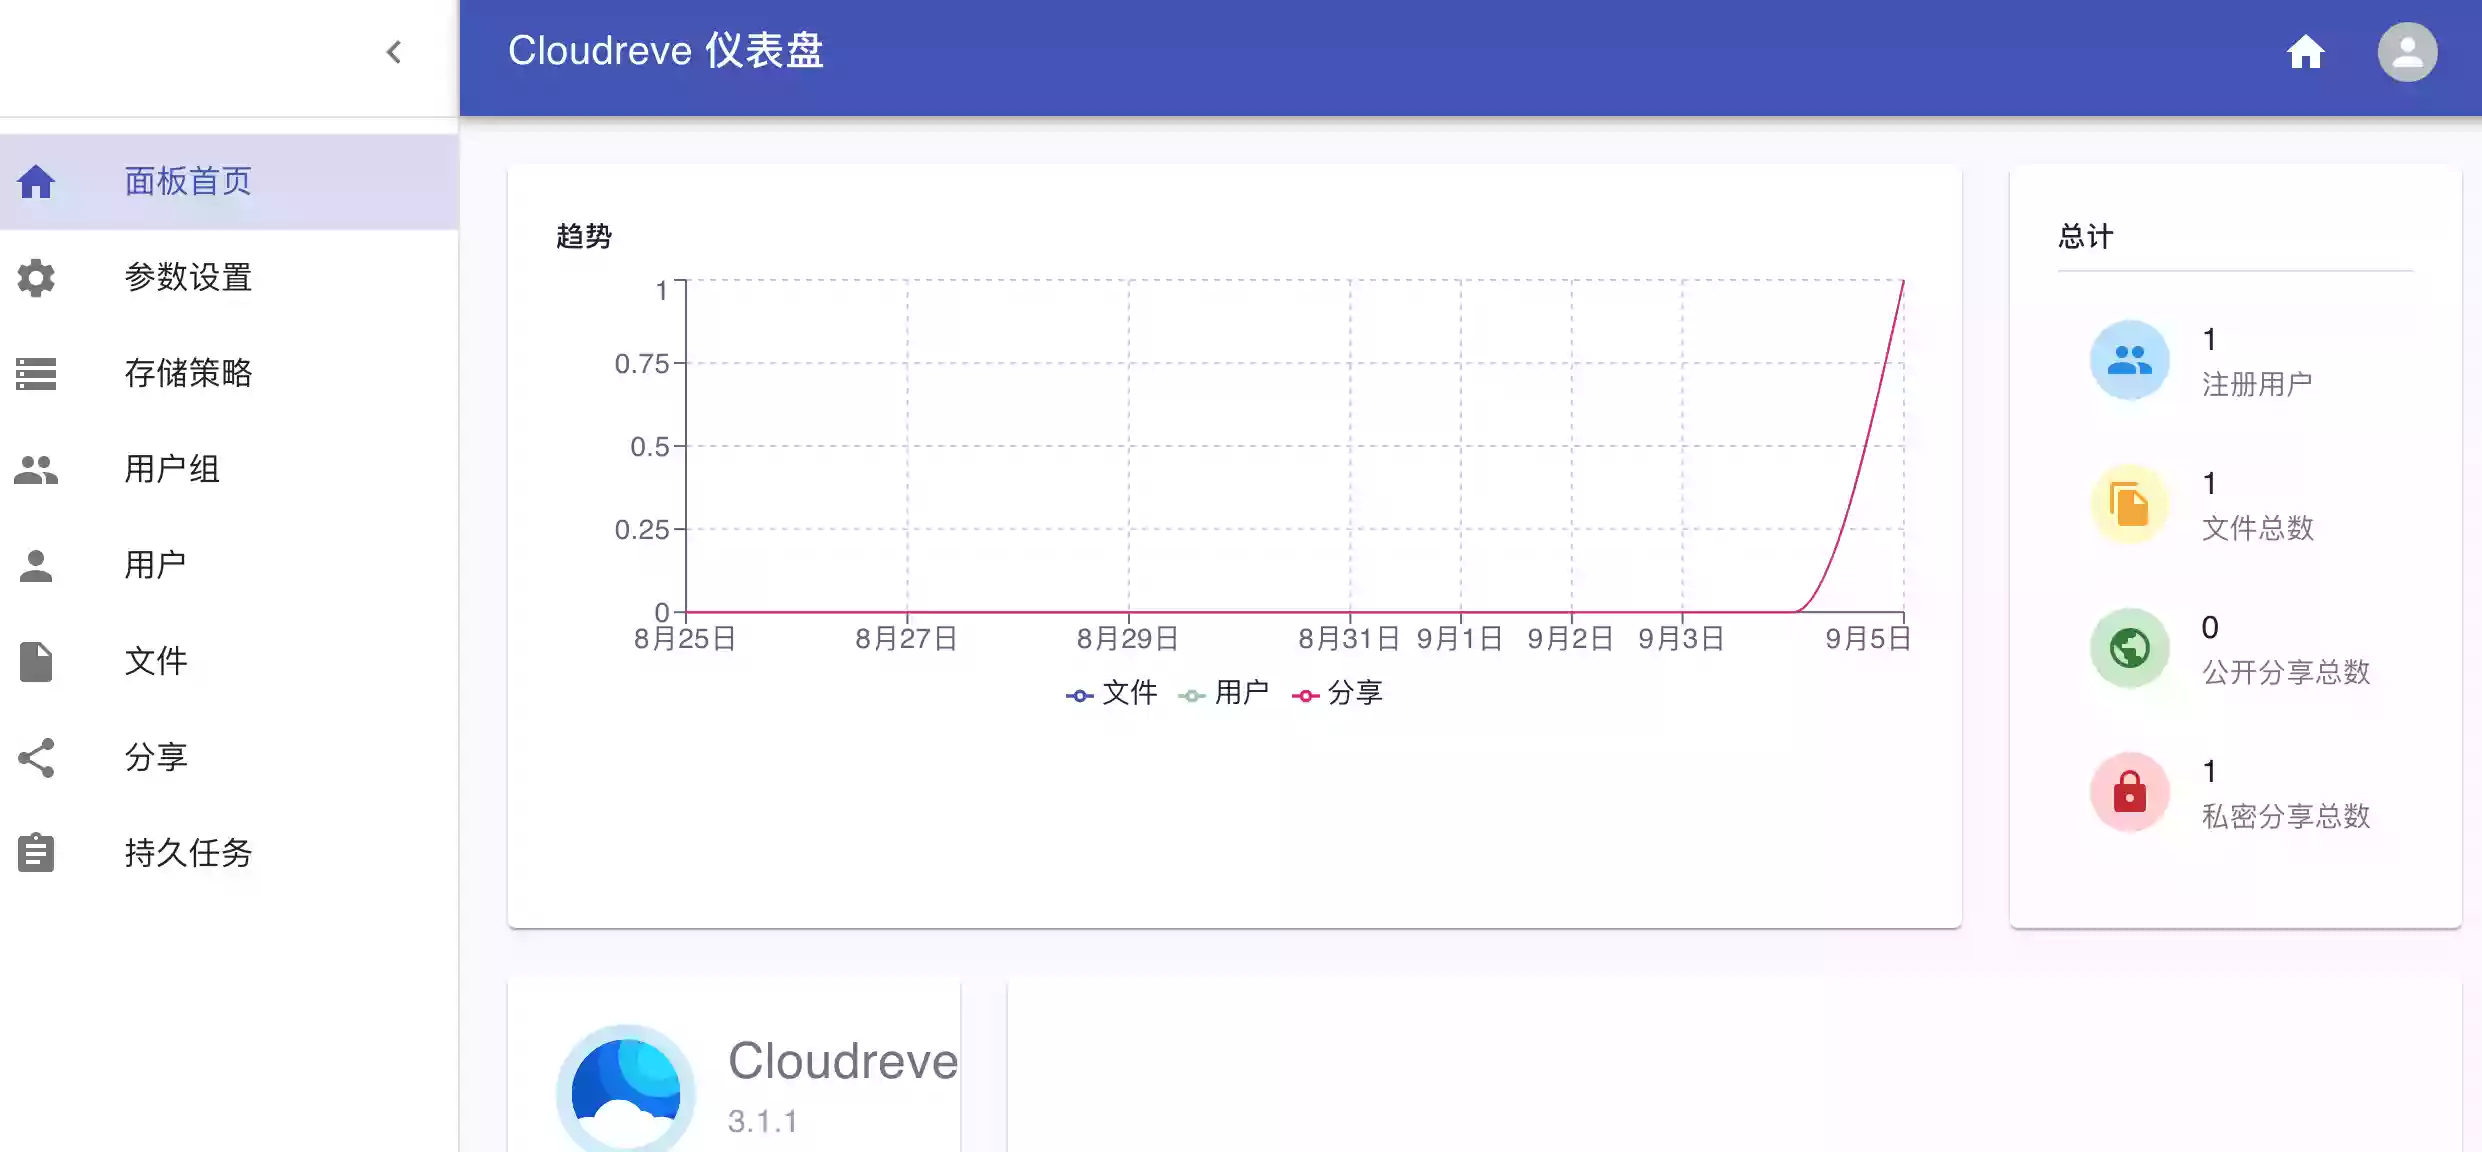 Cloudreve 仪表盘
面板首页
参数设置
存储策略
用户组
用户
文件
分享
持久任务
趋势
1
0.75
0.5
0.25
0
8月25日 8月27日 8月29日 8月31日 9月1日 9月2日 9月3日 9月5日
文件 用户 分享
总计
1
注册用户
1
文件总数
0
公开分享总数
1
私密分享总数
Cloudreve
3.1.1